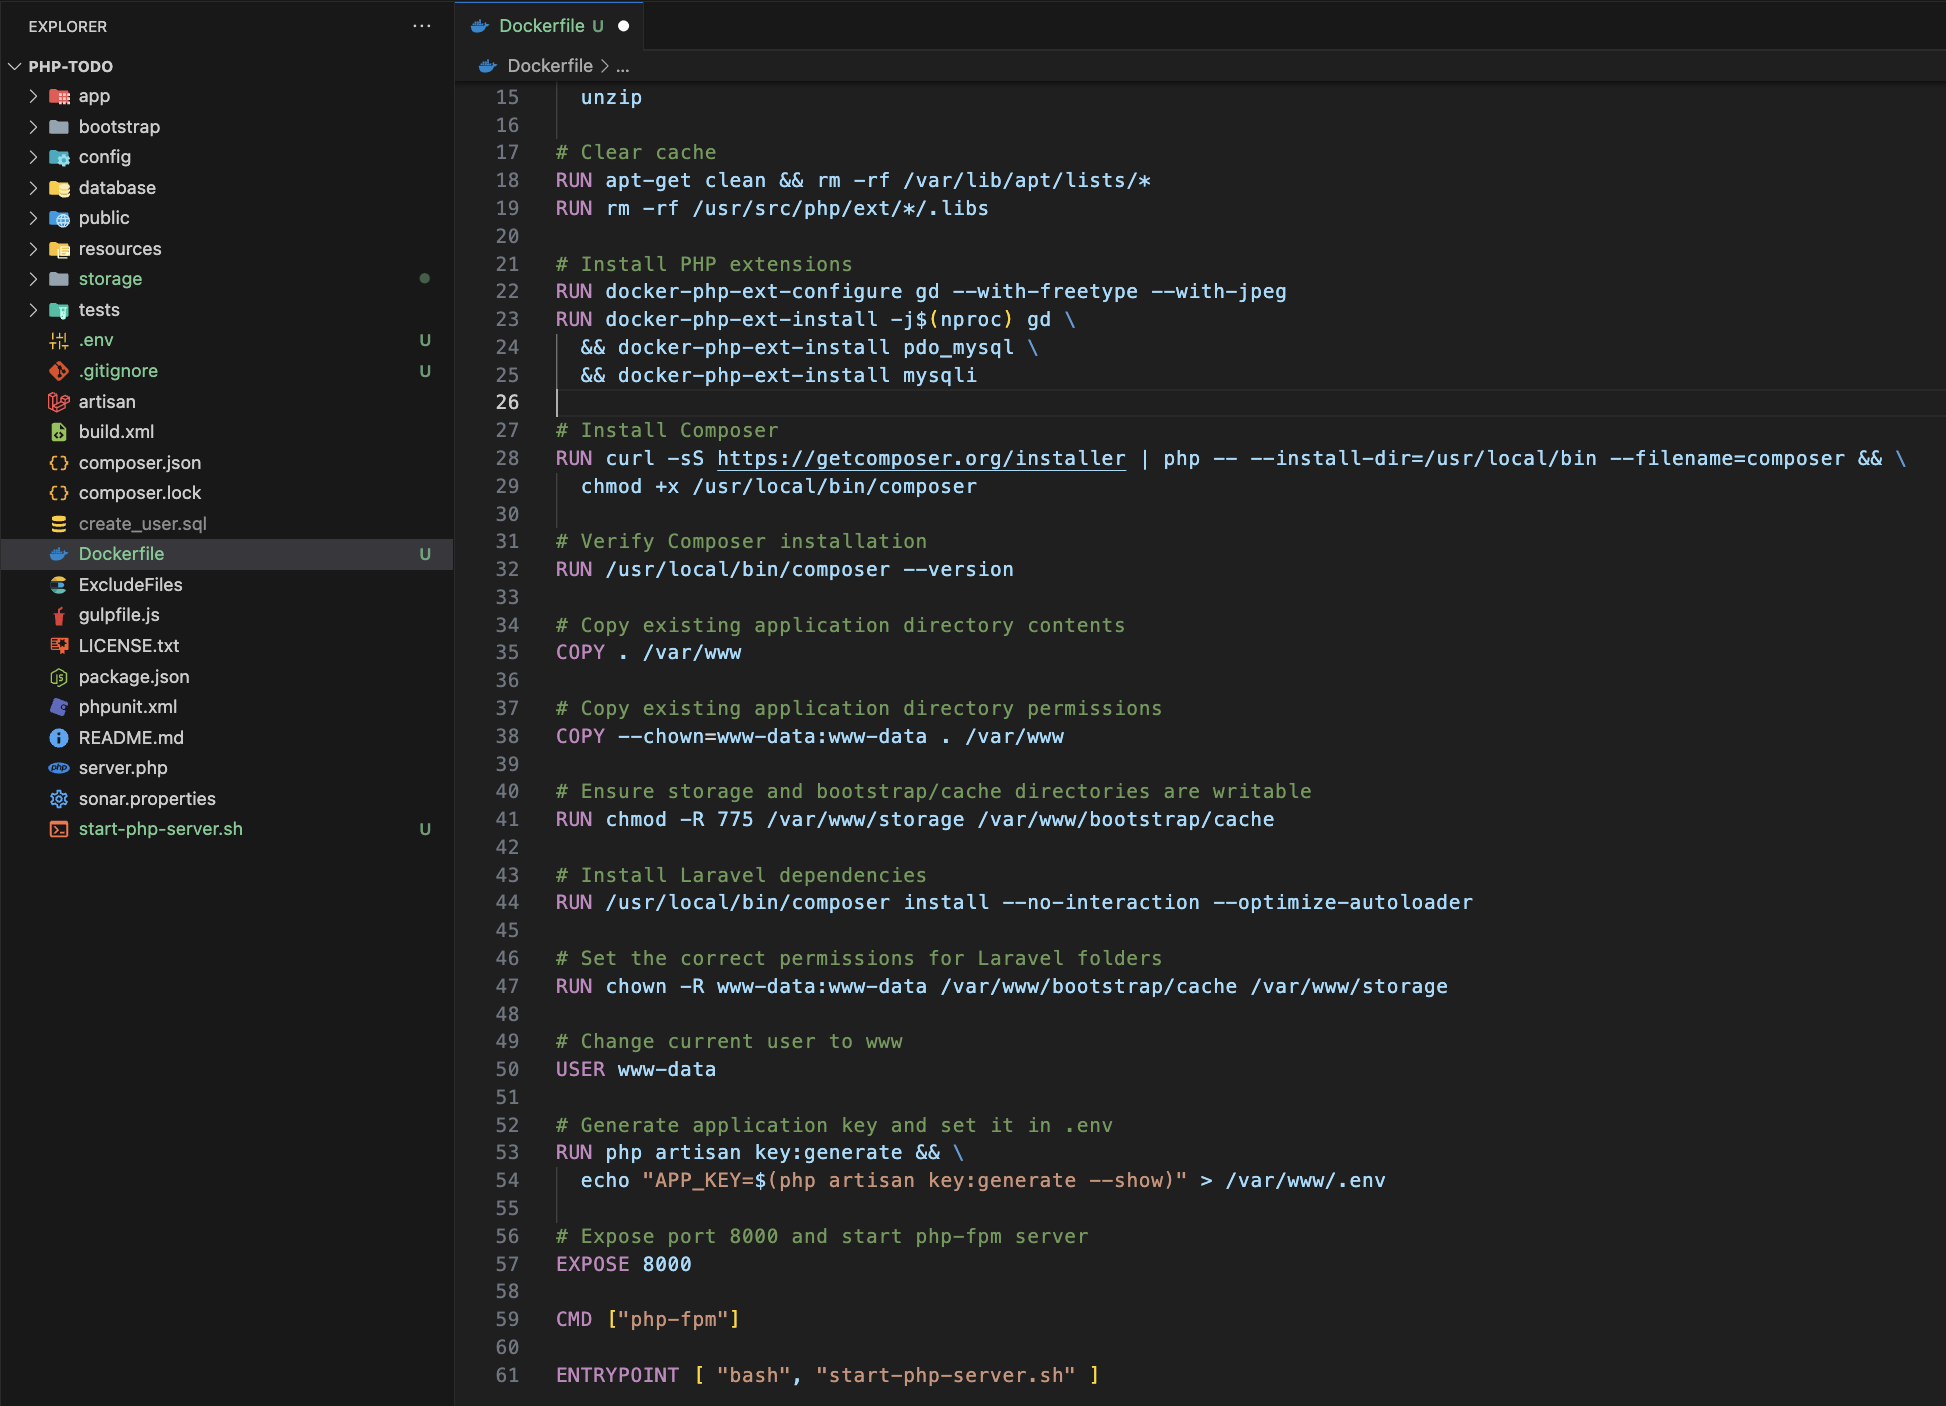 EXPLORER
PHP-TODO
app
bootstrap
config
database
public
resources
storage
tests
.env U
.gitignore U
artisan
build.xml
composer.json
composer.lock
create_user.sql
Dockerfile U
ExcludeFiles
gulpfile.js
LICENSE.txt
package.json
phpunit.xml
README.md
server.php
sonar.properties
start-php-server.sh U
Dockerfile U
Dockerfile > ...
15 unzip
16
17 # Clear cache
18 RUN apt-get clean && rm -rf /var/lib/apt/lists/*
19 RUN rm -rf /usr/src/php/ext/*/.libs
20
21 # Install PHP extensions
22 RUN docker-php-ext-configure gd --with-freetype --with-jpeg
23 RUN docker-php-ext-install -j$(nproc) gd \
24 && docker-php-ext-install pdo_mysql \
25 && docker-php-ext-install mysqli
26
27 # Install Composer
28 RUN curl -sS https://getcomposer.org/installer | php -- --install-dir=/usr/local/bin --filename=composer && \
29 chmod +x /usr/local/bin/composer
30
31 # Verify Composer installation
32 RUN /usr/local/bin/composer --version
33
34 # Copy existing application directory contents
35 COPY . /var/www
36
37 # Copy existing application directory permissions
38 COPY --chown=www-data:www-data . /var/www
39
40 # Ensure storage and bootstrap/cache directories are writable
41 RUN chmod -R 775 /var/www/storage /var/www/bootstrap/cache
42
43 # Install Laravel dependencies
44 RUN /usr/local/bin/composer install --no-interaction --optimize-autoloader
45
46 # Set the correct permissions for Laravel folders
47 RUN chown -R www-data:www-data /var/www/bootstrap/cache /var/www/storage
48
49 # Change current user to www
50 USER www-data
51
52 # Generate application key and set it in .env
53 RUN php artisan key:generate && \
54 echo "APP_KEY=$(php artisan key:generate --show)" > /var/www/.env
55
56 # Expose port 8000 and start php-fpm server
57 EXPOSE 8000
58
59 CMD ["php-fpm"]
60
61 ENTRYPOINT [ "bash", "start-php-server.sh" ]